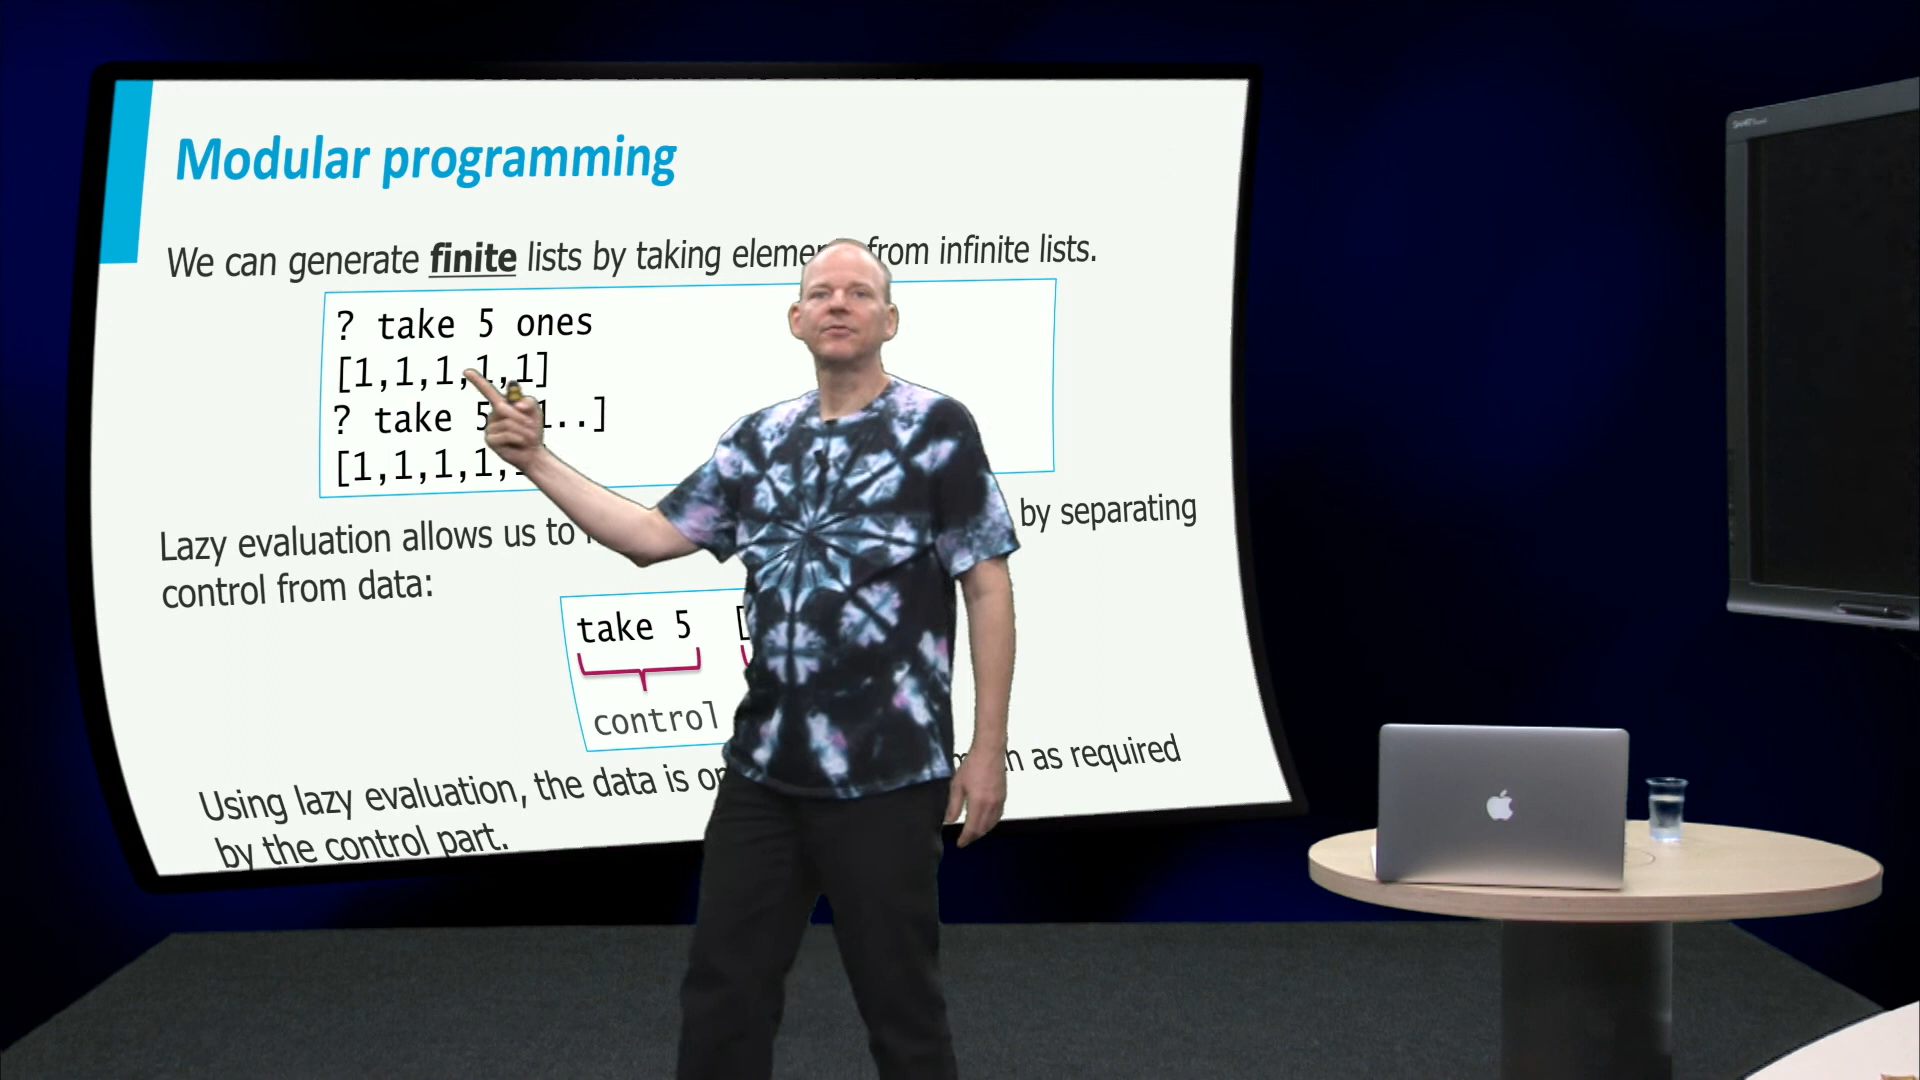 Modular programming
We can generate finite lists by taking from infinite lists.
? take 5 ones
[1,1,1,1,1]
? take 5 1..]
[1,1,1,1,
Lazy evaluation allows us to by separating
control from data:
take 5 [
control
Using lazy evaluation, the data is as required
by the control part.